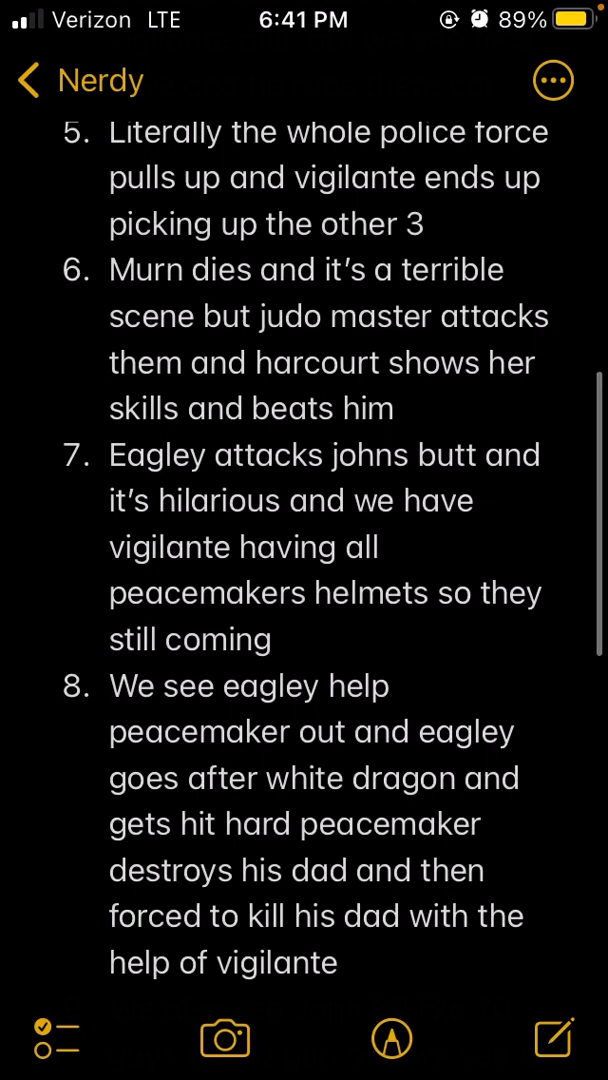 Verizon LTE 6:41 PM 89%
Nerdy
5. Literally the whole police force
pulls up and vigilante ends up
picking up the other 3
6. Murn dies and it's a terrible
scene but judo master attacks
them and harcourt shows her
skills and beats him
7. Eagley attacks johns butt and
it's hilarious and we have
vigilante having all
peacemakers helmets so they
still coming
8. We see eagley help
peacemaker out and eagley
goes after white dragon and
gets hit hard peacemaker
destroys his dad and then
forced to kill his dad with the
help of vigilante